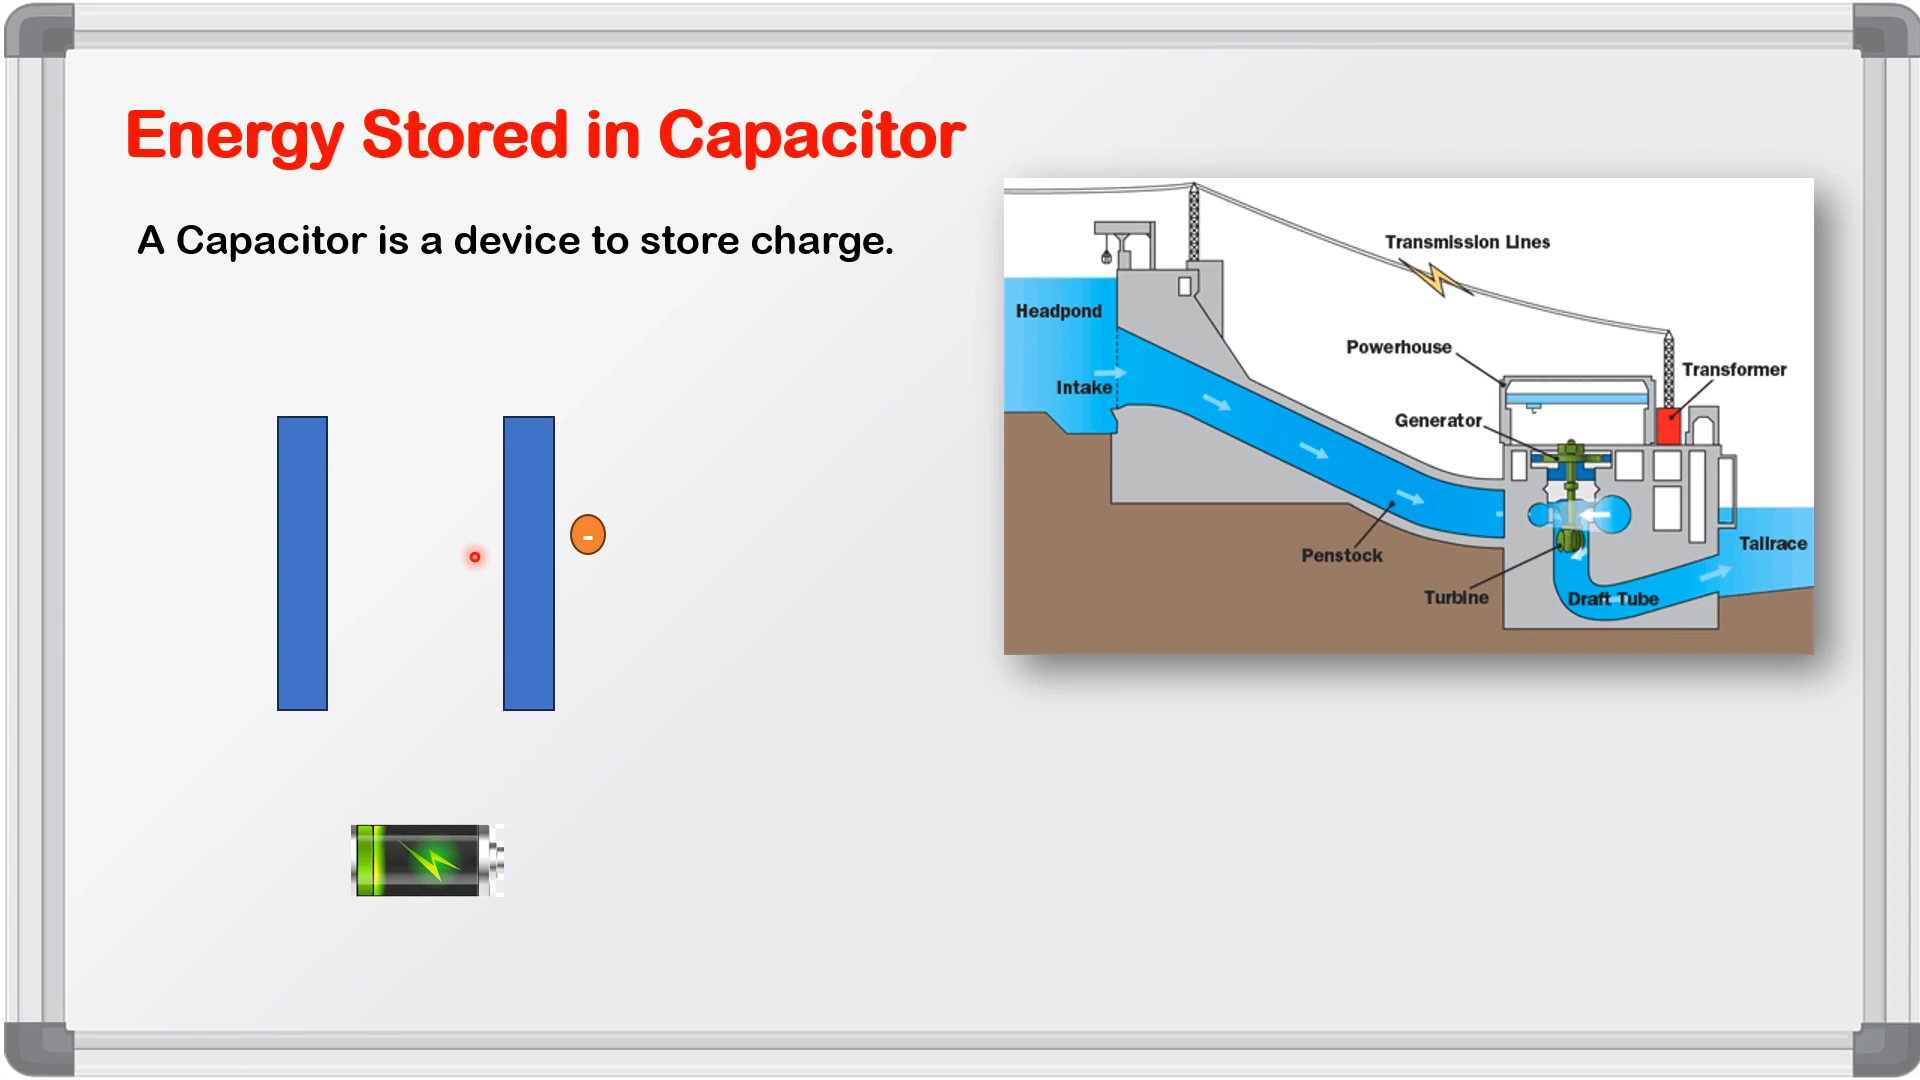 Energy Stored in Capacitor
A Capacitor is a device to store charge.
Transmission Lines
Headpond
Powerhouse
Transformer
Intake
Generator
-
Penstock
Tailrace
Turbine
Draft Tube